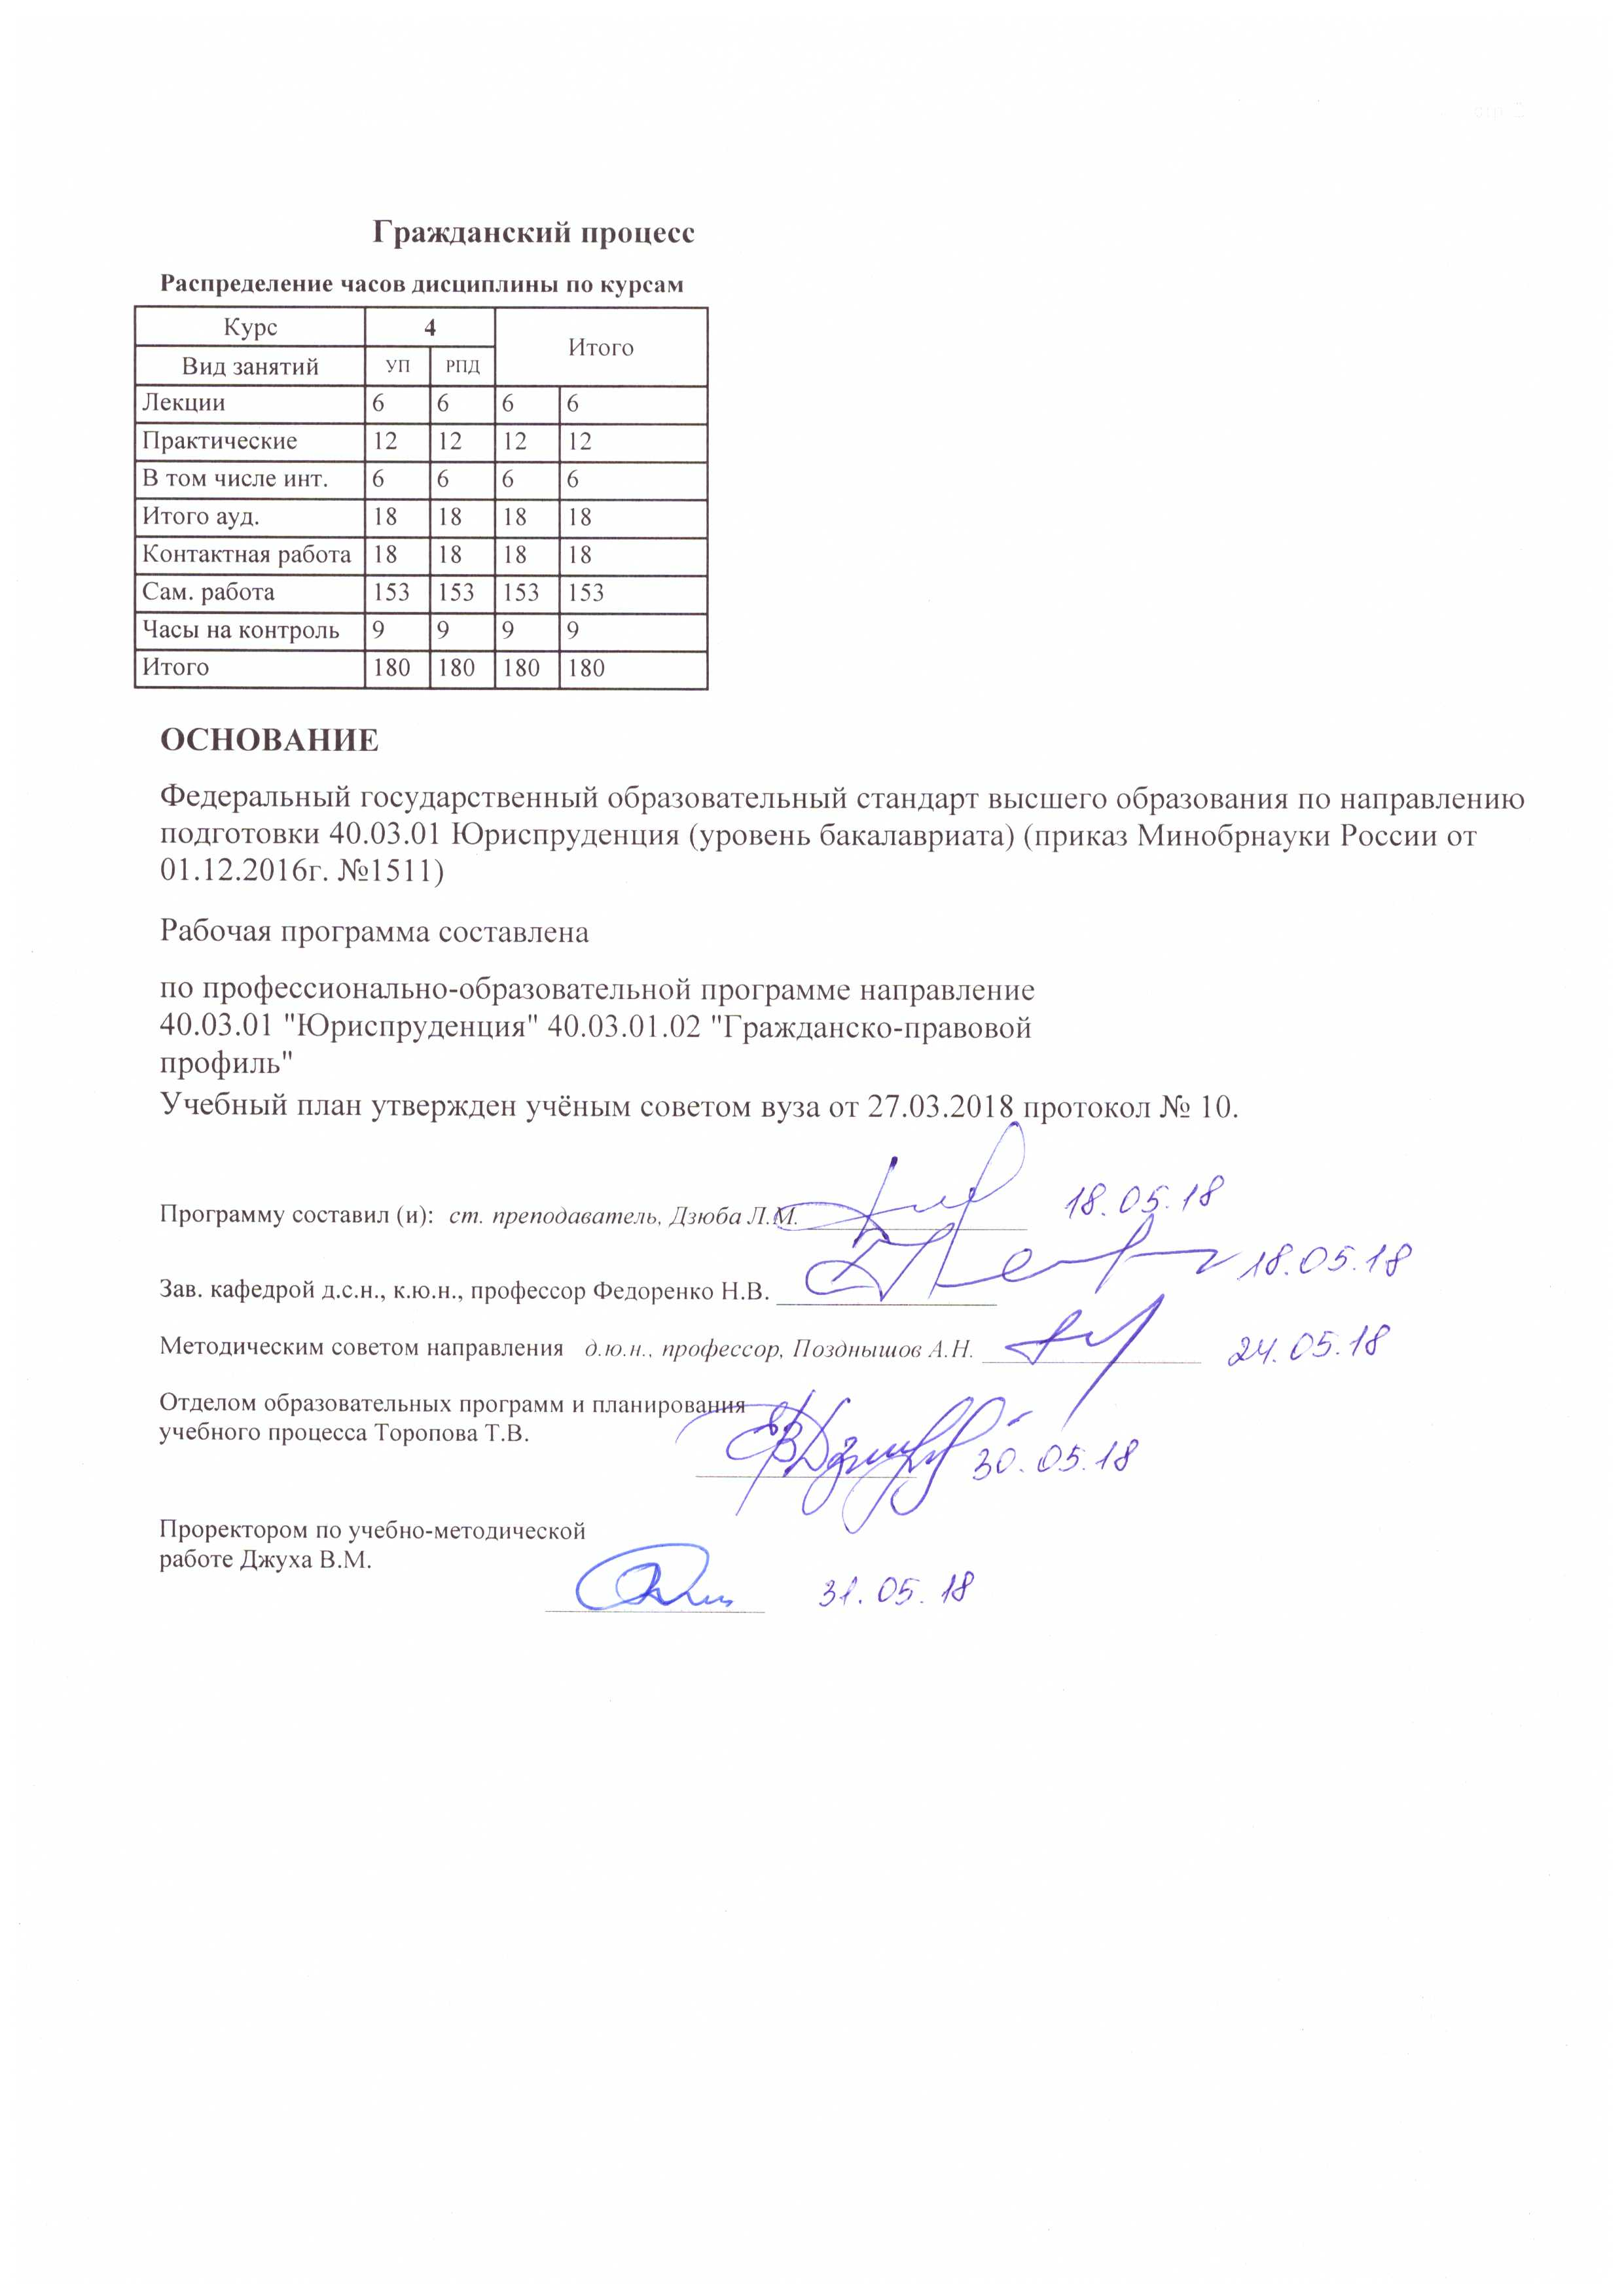 Гражданский процесс
Распределение часов дисциплины по курсам
Курс 4 Итого
Вид занятий УП РПД
Лекции 6 6 6 6
Практические 12 12 12 12
В том числе инт. 6 6 6 6
Итого ауд. 18 18 18 18
Контактная работа 18 18 18 18
Сам. работа 153 153 153 153
Часы на контроль 9 9 9 9
Итого 180 180 180 180
ОСНОВАНИЕ
Федеральный государственный образовательный стандарт высшего образования по направлению
подготовки 40.03.01 Юриспруденция (уровень бакалавриата) (приказ Минобрнауки России от
01.12.2016г. №1511)
Рабочая программа составлена
по профессионально-образовательной программе направление
40.03.01 "Юриспруденция" 40.03.01.02 "Гражданско-правовой
профиль"
Учебный план утвержден учёным советом вуза от 27.03.2018 протокол № 10.
Программу составил (и): ст. преподаватель, Дзюба Л.М. 18.05.18
Зав. кафедрой д.с.н., к.ю.н., профессор Федоренко Н.В. 18.05.18
Методическим советом направления д.ю.н., профессор, Позднышов А.Н. 24.05.18
Отделом образовательных программ и планирования
учебного процесса Торопова Т.В.
30.05.18
Проректором по учебно-методической
работе Джуха В.М.
31.05.18